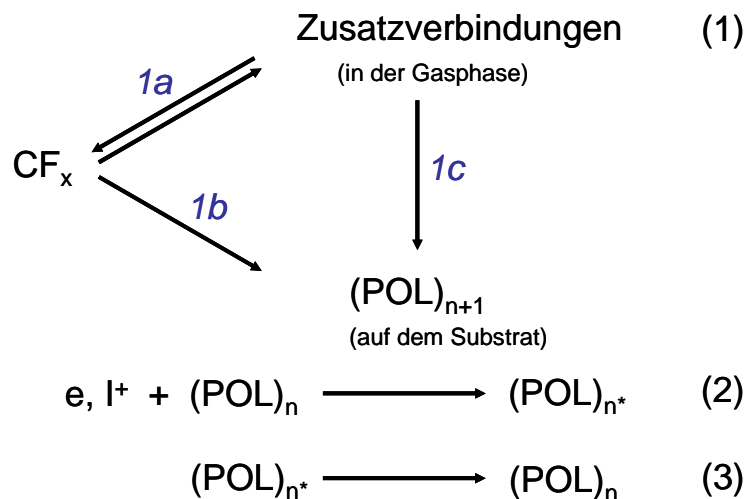 Zusatzverbindungen (1)
(in der Gasphase)
1a
CFx
1c
1b
(POL)n+1
(auf dem Substrat)
e, I+ + (POL)n (POL)n* (2)
(POL)n* (POL)n (3)